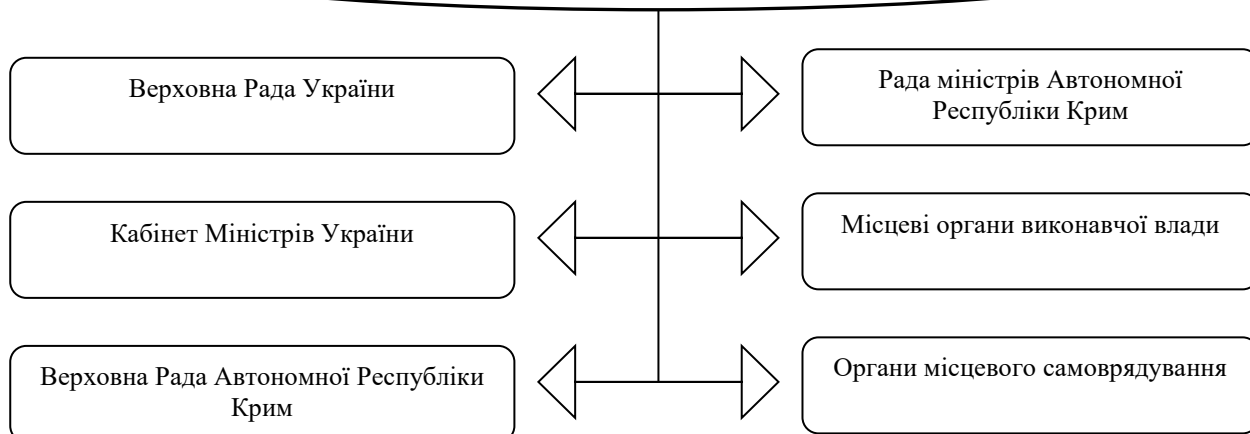 Верховна Рада України
Рада міністрів Автономної
Республіки Крим
Кабінет Міністрів України
Місцеві органи виконавчої влади
Верховна Рада Автономної Республіки
Крим
Органи місцевого самоврядування